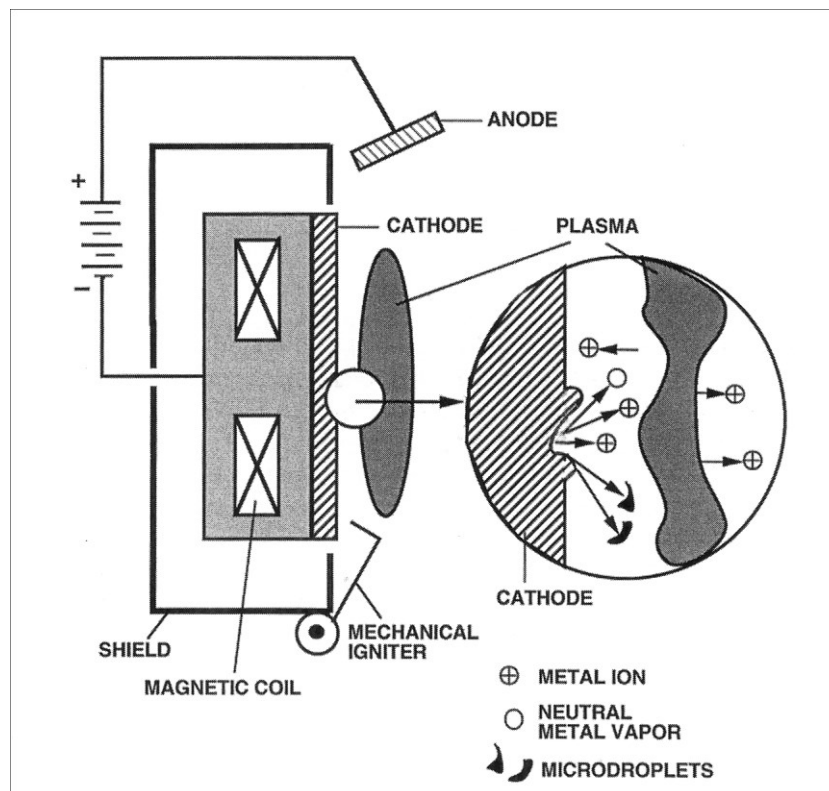 ANODE
+
CATHODE
PLASMA
-
CATHODE
SHIELD
MECHANICAL
IGNITER
MAGNETIC COIL
METAL ION
NEUTRAL
METAL VAPOR
MICRODROPLETS